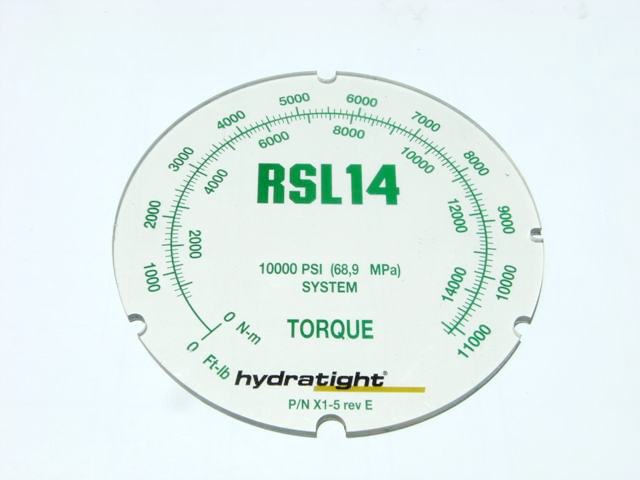 0 Ft-lb
1000
2000
3000
4000
5000
6000
7000
8000
9000
10000
11000
0 N-m
2000
4000
6000
8000
10000
12000
14000
RSL14
10000 PSI (68,9 MPa)
SYSTEM
TORQUE
hydratight®
P/N X1-5 rev E